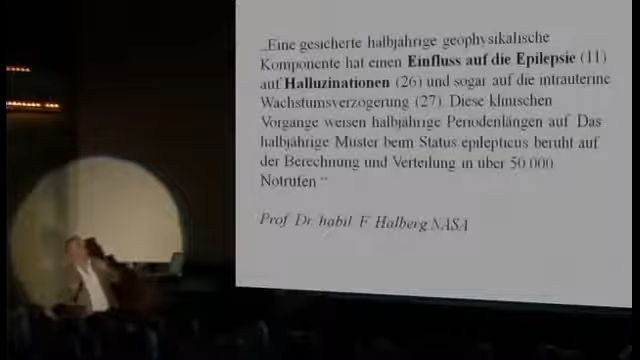 „Eine gesicherte halbjährige geophysikalische
Komponente hat einen Einfluss auf die Epilepsie (11)
auf Halluzinationen (26) und sogar auf die intrauterine
Wachstumsverzögerung (27). Diese klinischen
Vorgänge weisen halbjährige Periodenlängen auf. Das
halbjährige Muster beim Status epilepticus beruht auf
der Berechnung und Verteilung in über 50.000
Notrufen “
Prof. Dr. habil F. Halberg NASA